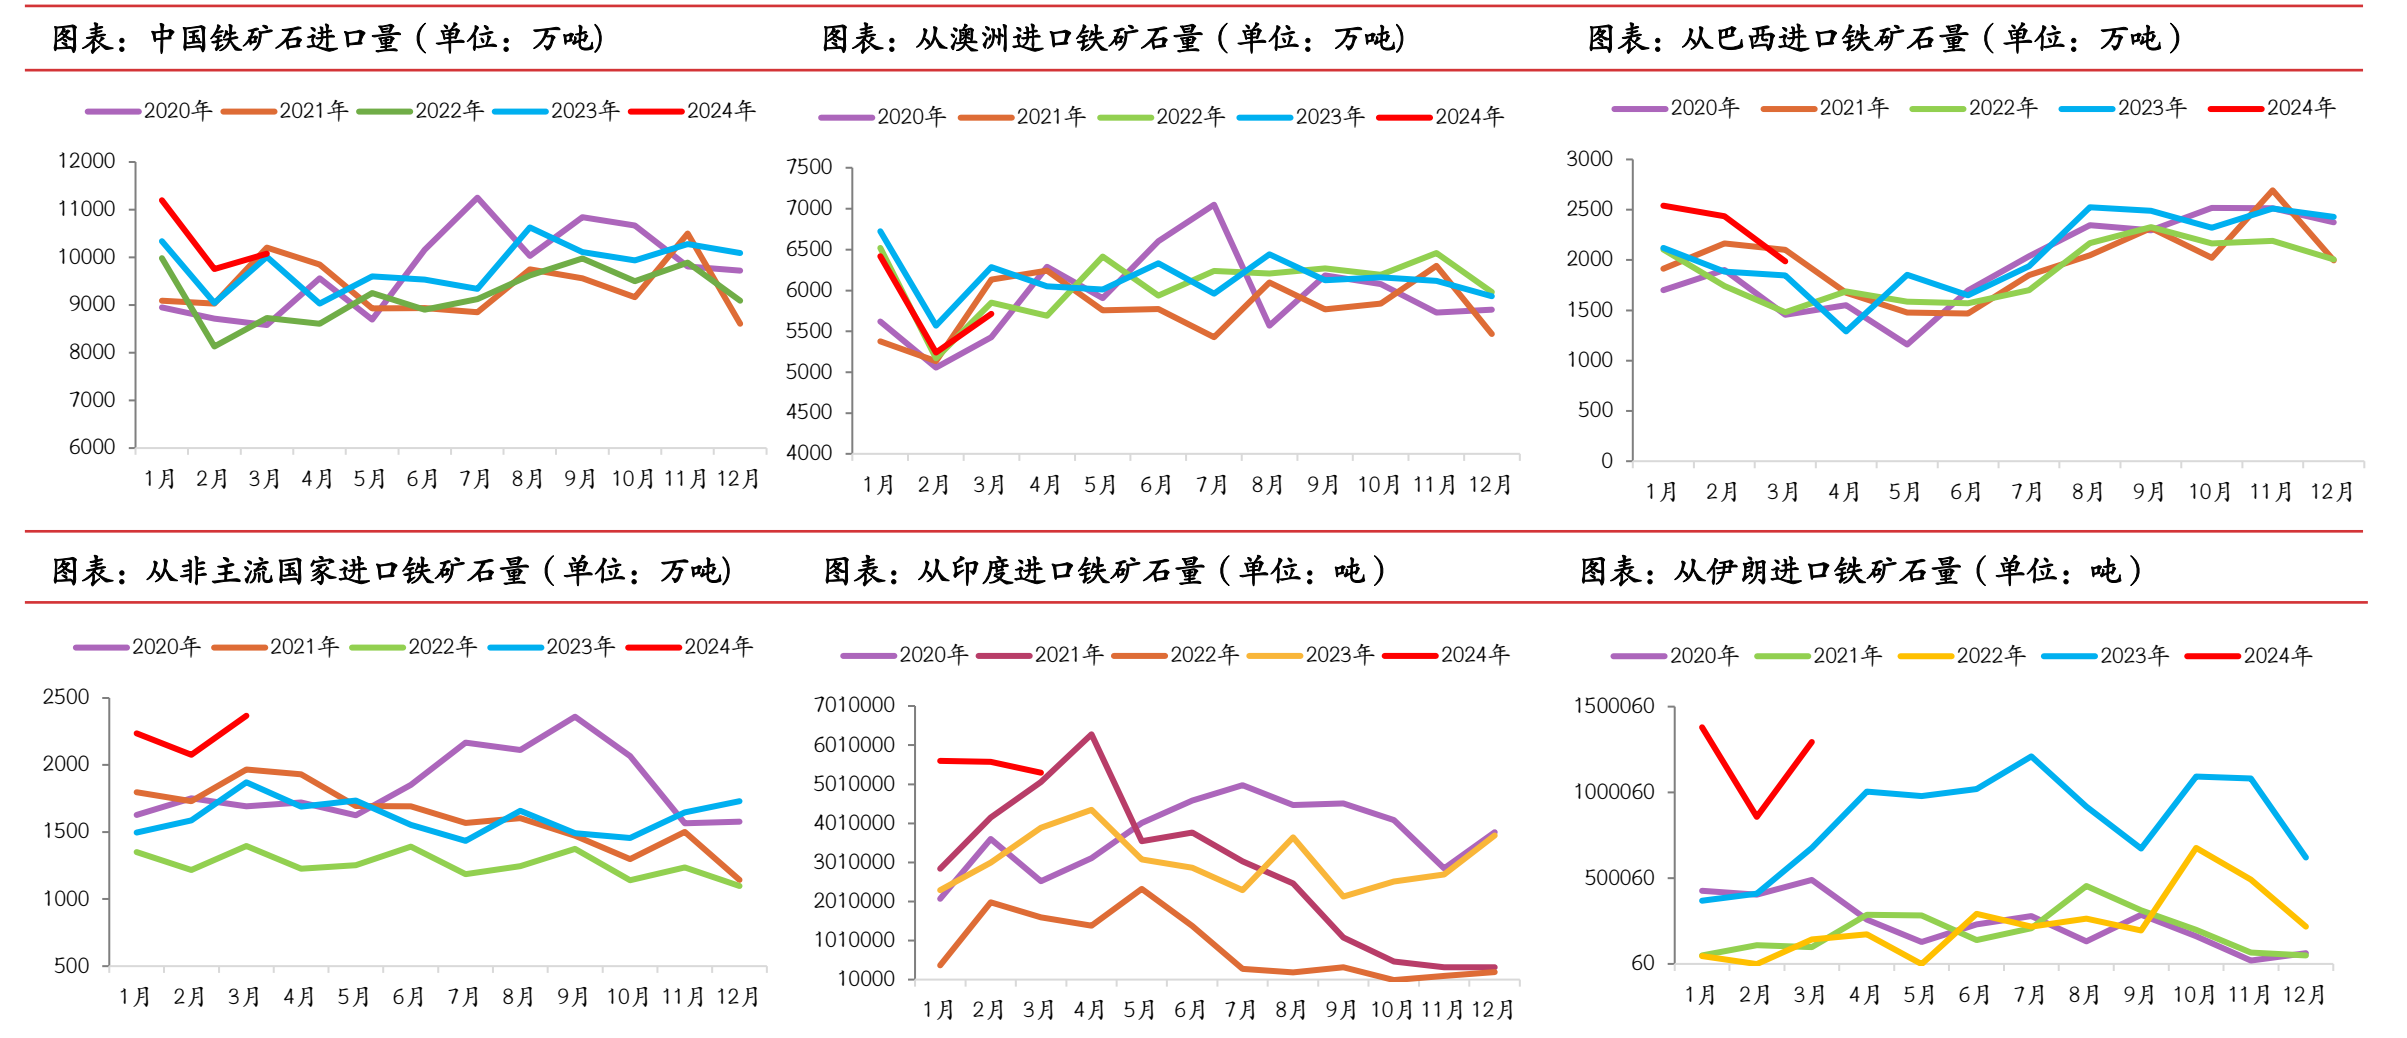 图表：中国铁矿石进口量（单位：万吨)
2020年 2021年 2022年 2023年 2024年
12000
11000
10000
9000
8000
7000
6000
1月 2月 3月 4月 5月 6月 7月 8月 9月 10月 11月 12月
图表：从澳洲进口铁矿石量（单位：万吨)
2020年 2021年 2022年 2023年 2024年
7500
7000
6500
6000
5500
5000
4500
4000
1月 2月 3月 4月 5月 6月 7月 8月 9月 10月 11月 12月
图表：从巴西进口铁矿石量（单位：万吨）
2020年 2021年 2022年 2023年 2024年
3000
2500
2000
1500
1000
500
0
1月 2月 3月 4月 5月 6月 7月 8月 9月 10月 11月 12月
图表：从非主流国家进口铁矿石量（单位：万吨)
2020年 2021年 2022年 2023年 2024年
2500
2000
1500
1000
500
1月 2月 3月 4月 5月 6月 7月 8月 9月 10月 11月 12月
图表：从印度进口铁矿石量（单位：吨）
2020年 2021年 2022年 2023年 2024年
7010000
6010000
5010000
4010000
3010000
2010000
1010000
10000
1月 2月 3月 4月 5月 6月 7月 8月 9月 10月 11月 12月
图表：从伊朗进口铁矿石量（单位：吨）
2020年 2021年 2022年 2023年 2024年
1500060
1000060
500060
60
1月 2月 3月 4月 5月 6月 7月 8月 9月 10月 11月 12月